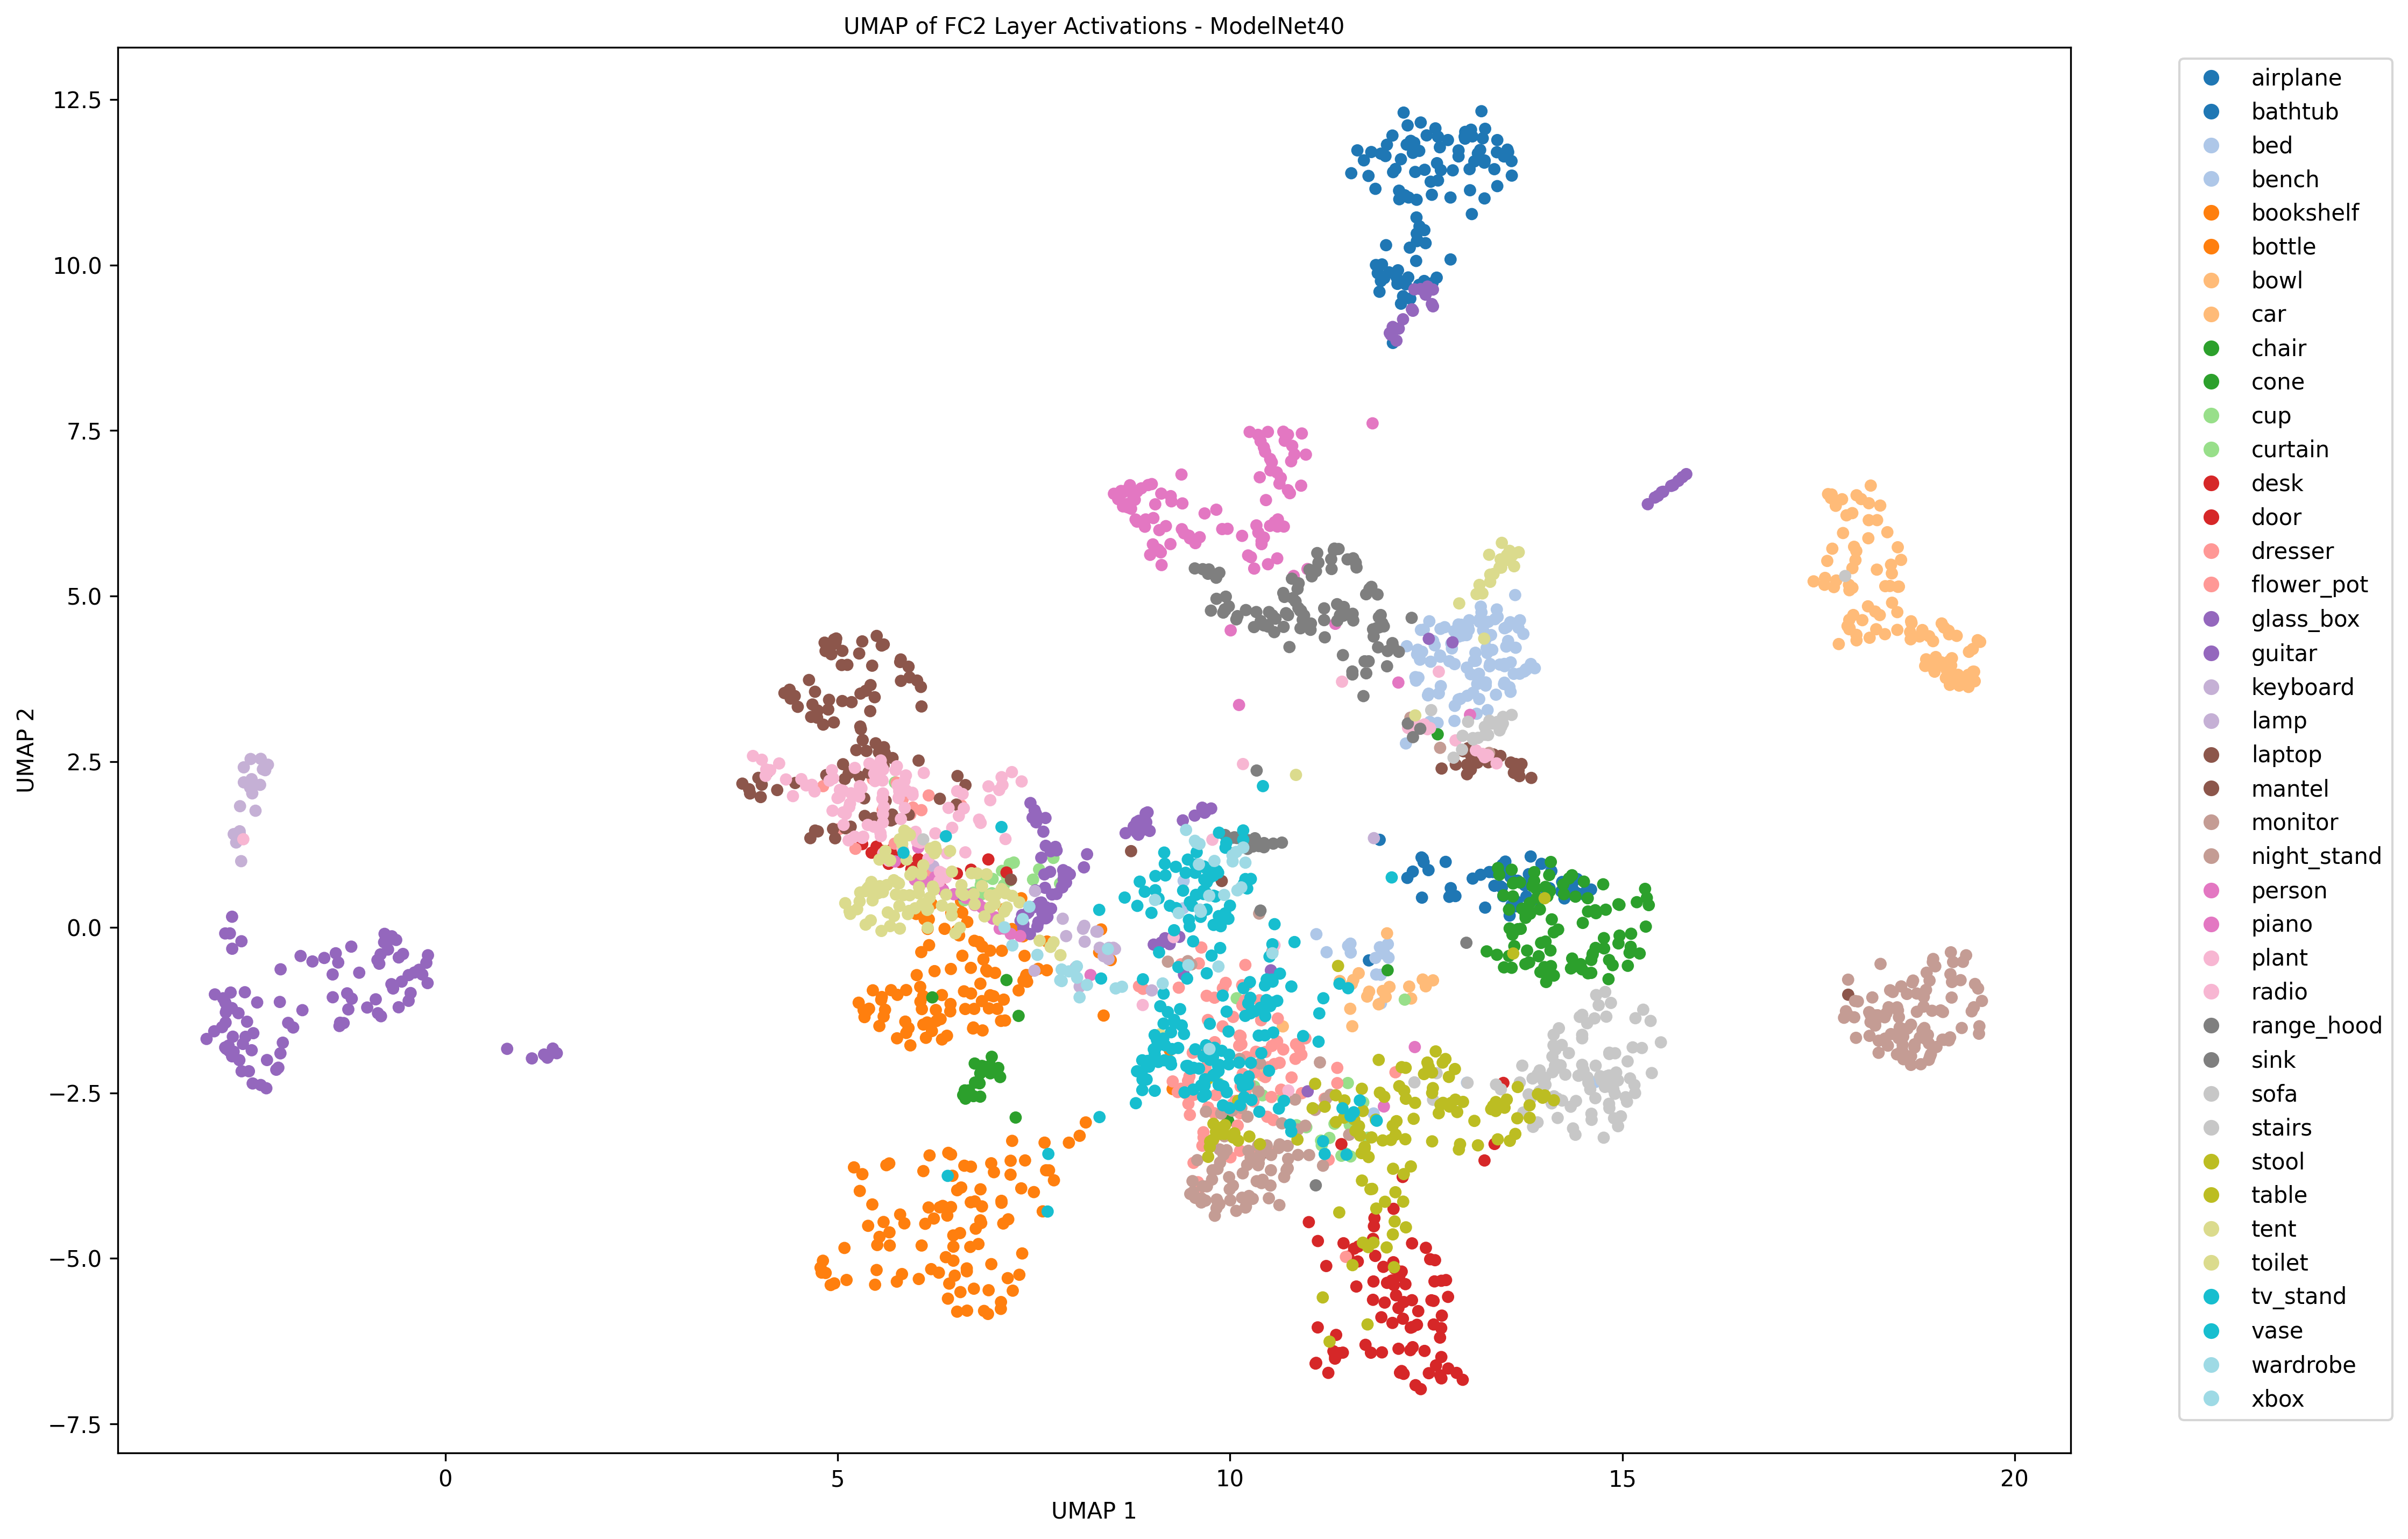 UMAP of FC2 Layer Activations - ModelNet40
12.5
10.0
7.5
5.0
2.5
0.0
−2.5
−5.0
−7.5
UMAP 2
0
5
10
15
20
UMAP 1
airplane
bathtub
bed
bench
bookshelf
bottle
bowl
car
chair
cone
cup
curtain
desk
door
dresser
flower_pot
glass_box
guitar
keyboard
lamp
laptop
mantel
monitor
night_stand
person
piano
plant
radio
range_hood
sink
sofa
stairs
stool
table
tent
toilet
tv_stand
vase
wardrobe
xbox